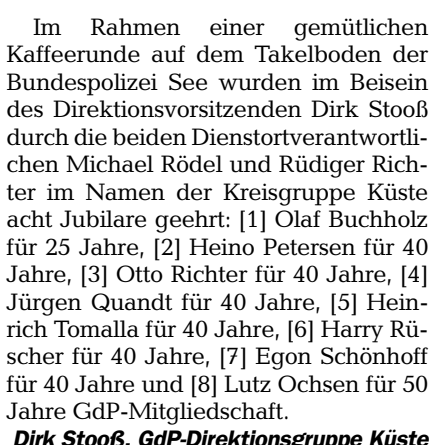 Im Rahmen einer gemütlichen
Kaffeerunde auf dem Takelboden der
Bundespolizei See wurden im Beisein
des Direktionsvorsitzenden Dirk Stooß
durch die beiden Dienstortverantwortli-
chen Michael Rödel und Rüdiger Rich-
ter im Namen der Kreisgruppe Küste
acht Jubilare geehrt: [1] Olaf Buchholz
für 25 Jahre, [2] Heino Petersen für 40
Jahre, [3] Otto Richter für 40 Jahre, [4]
Jürgen Quandt für 40 Jahre, [5] Hein-
rich Tomalla für 40 Jahre, [6] Harry Rü-
scher für 40 Jahre, [7] Egon Schönhoff
für 40 Jahre und [8] Lutz Ochsen für 50
Jahre GdP-Mitgliedschaft.
Dirk Stooß, GdP-Direktionsgruppe Küste